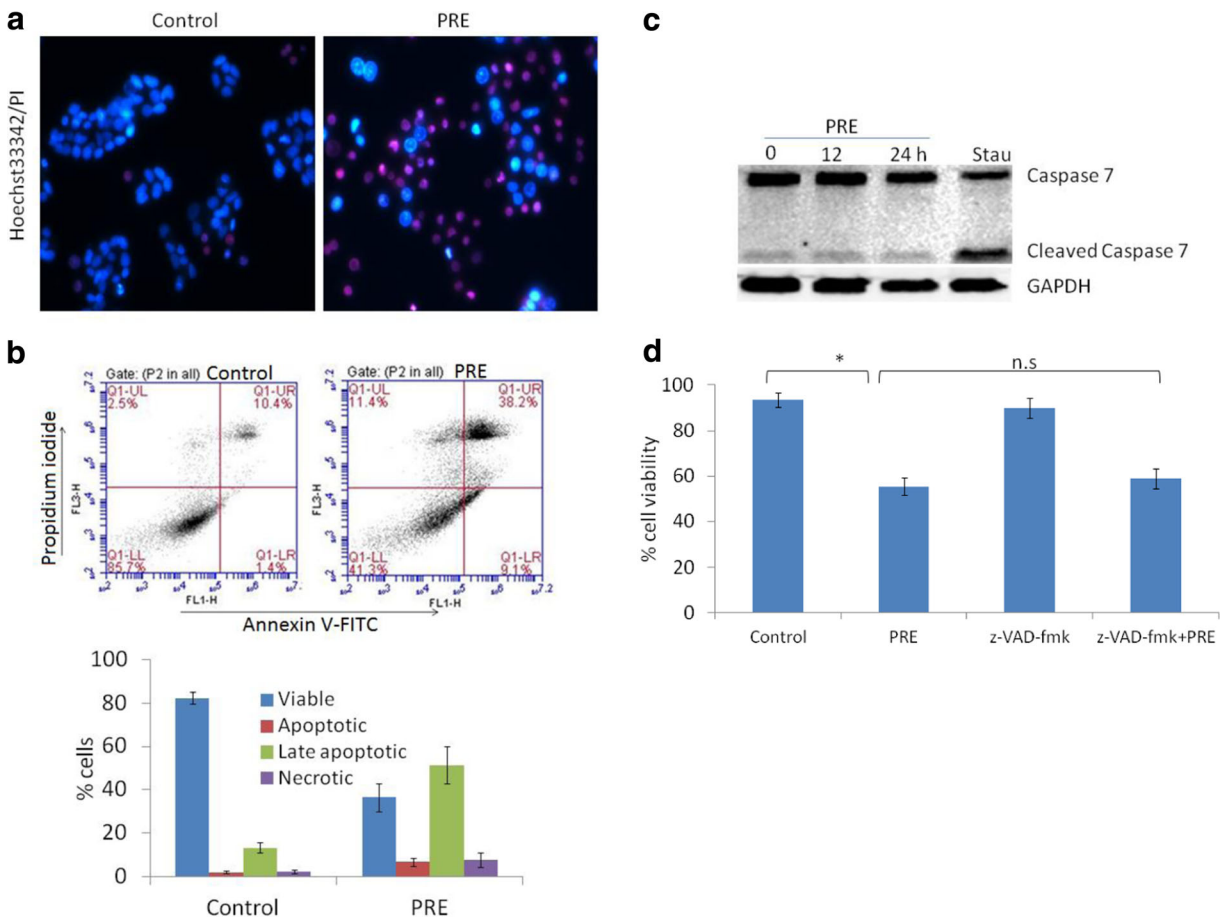 a
Control
PRE
Hoechst33342/PI
b
Gate: (P2 in all) Control
Q1-UL
2.5%
Q1-UR
10.4%
Q1-LL
85.7%
Q1-LR
1.4%
FL3-H
FL1-H
Gate: (P2 in all) PRE
Q1-UL
11.4%
Q1-UR
38.2%
Q1-LL
41.3%
Q1-LR
9.1%
FL3-H
FL1-H
Propidium iodide
Annexin V-FITC
% cells
100
80
60
40
20
0
Viable
Apoptotic
Late apoptotic
Necrotic
Control
PRE
c
PRE
0 12 24 h Stau
Caspase 7
Cleaved Caspase 7
GAPDH
d
*
n.s
% cell viability
100
80
60
40
20
0
Control
PRE
z-VAD-fmk
z-VAD-fmk+PRE